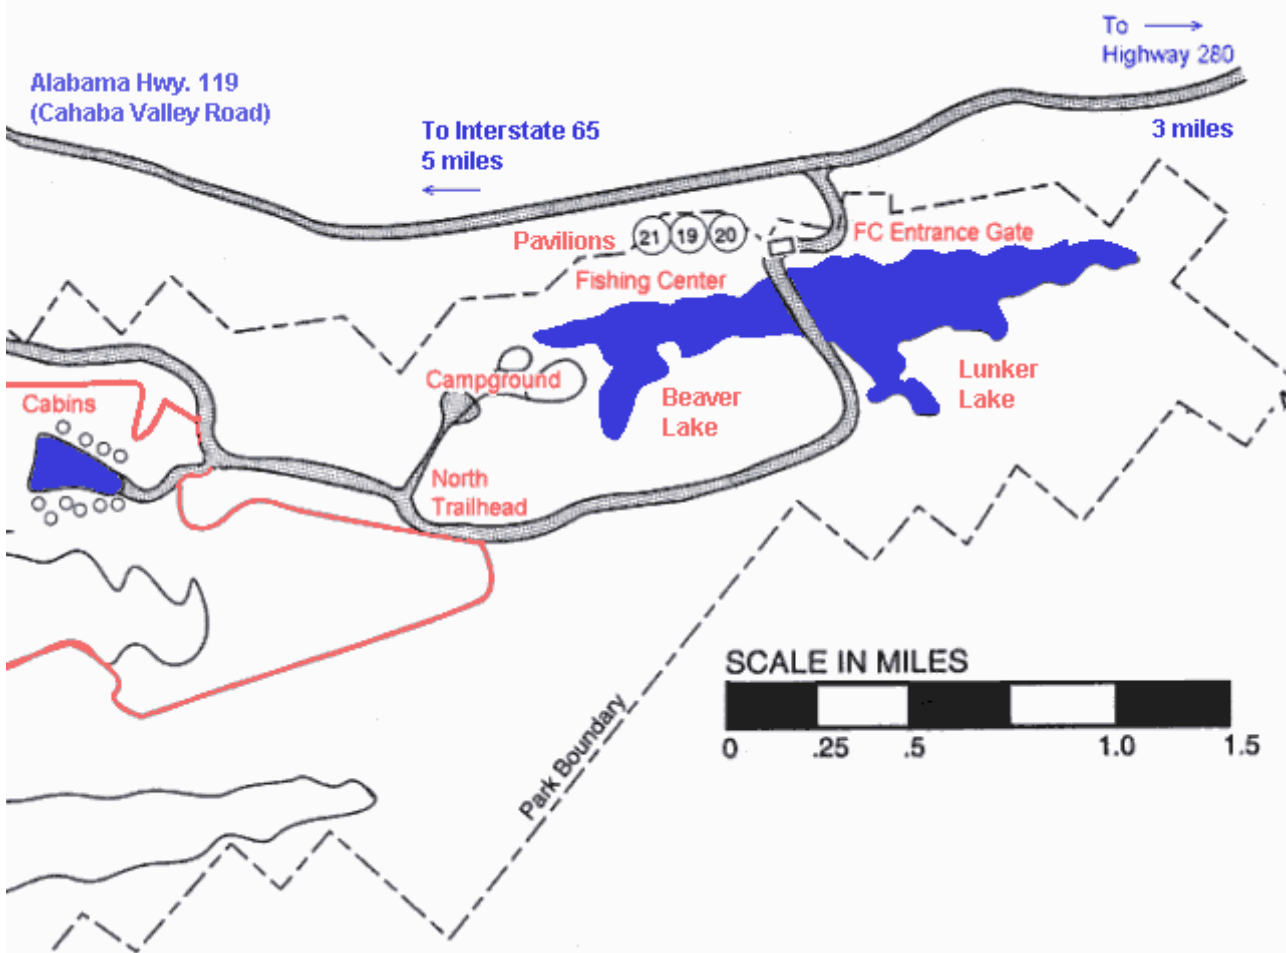 To
Highway 280
Alabama Hwy. 119
(Cahaba Valley Road)
To Interstate 65
5 miles
3 miles
Pavilions
21 19 20
FC Entrance Gate
Fishing Center
Campground
Cabins
Beaver
Lake
Lunker
Lake
North
Trailhead
SCALE IN MILES
0 .25 .5 1.0 1.5
Park Boundary